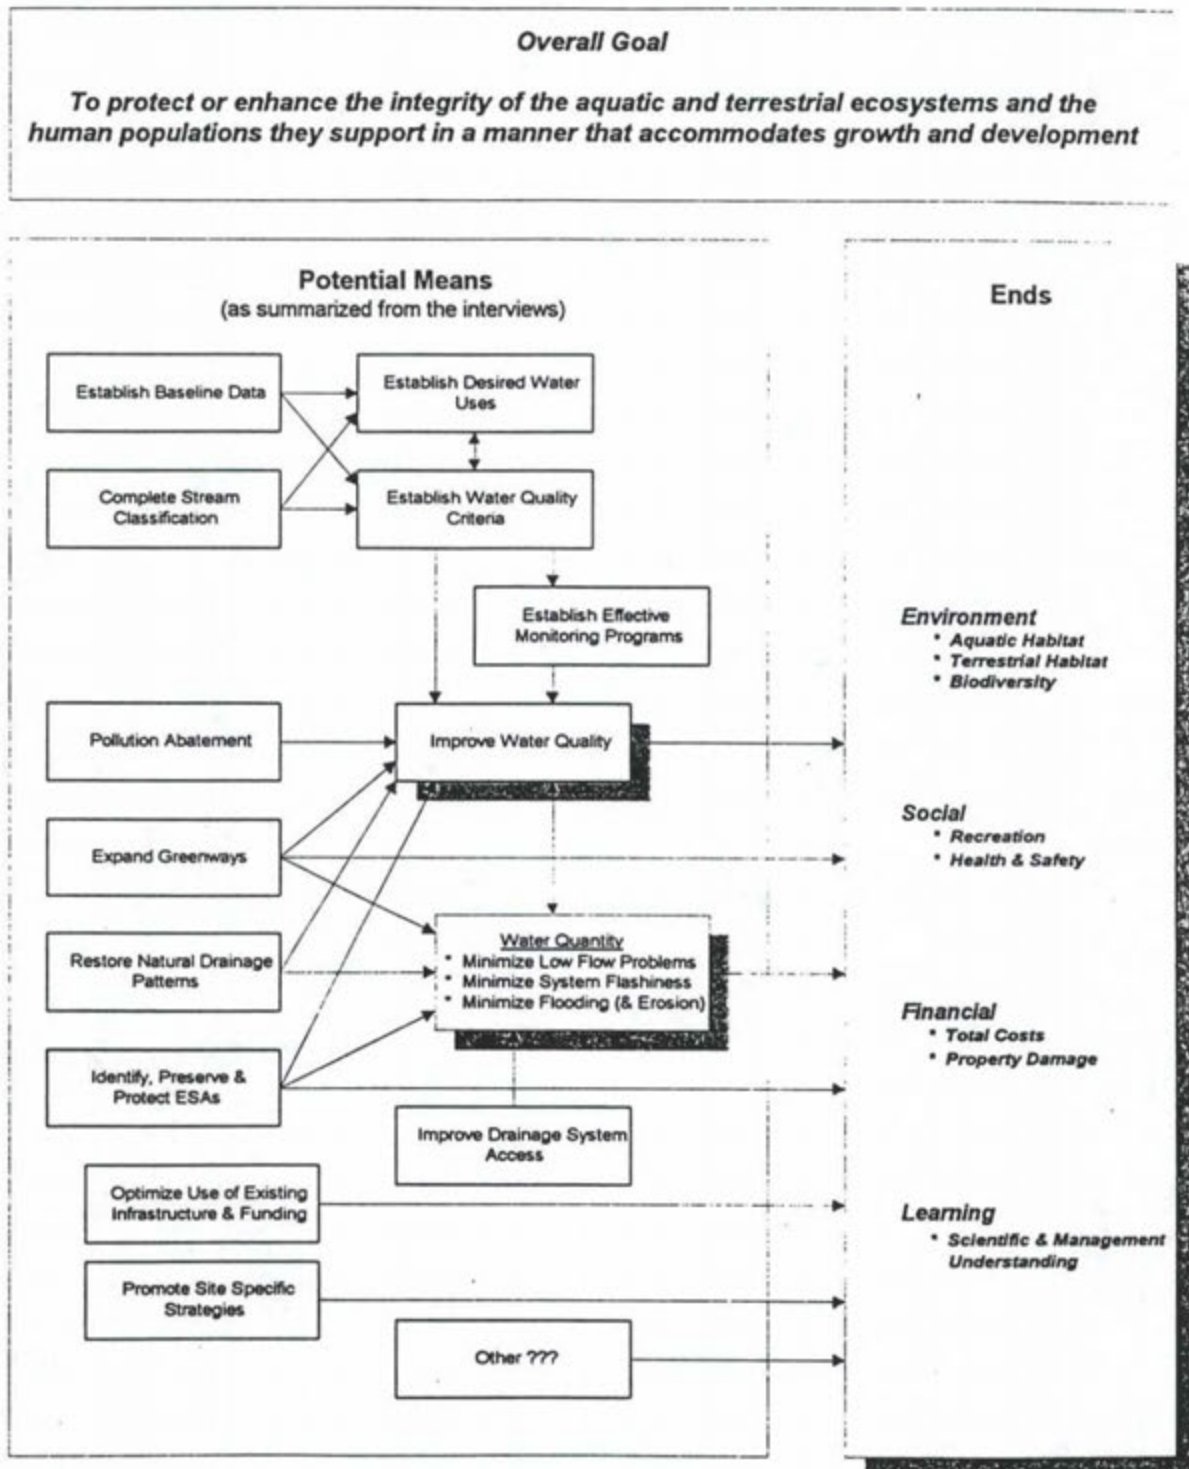 Overall Goal
To protect or enhance the integrity of the aquatic and terrestrial ecosystems and the
human populations they support in a manner that accommodates growth and development
Potential Means
(as summarized from the interviews)
Establish Baseline Data
Establish Desired Water
Uses
Complete Stream
Classification
Establish Water Quality
Criteria
Establish Effective
Monitoring Programs
Pollution Abatement
Improve Water Quality
Expand Greenways
Restore Natural Drainage
Patterns
Water Quantity
* Minimize Low Flow Problems
* Minimize System Flashiness
* Minimize Flooding (& Erosion)
Identify, Preserve &
Protect ESAs
Improve Drainage System
Access
Optimize Use of Existing
Infrastructure & Funding
Promote Site Specific
Strategies
Other ???
Ends
Environment
* Aquatic Habitat
* Terrestrial Habitat
* Biodiversity
Social
* Recreation
* Health & Safety
Financial
* Total Costs
* Property Damage
Learning
* Scientific & Management
Understanding